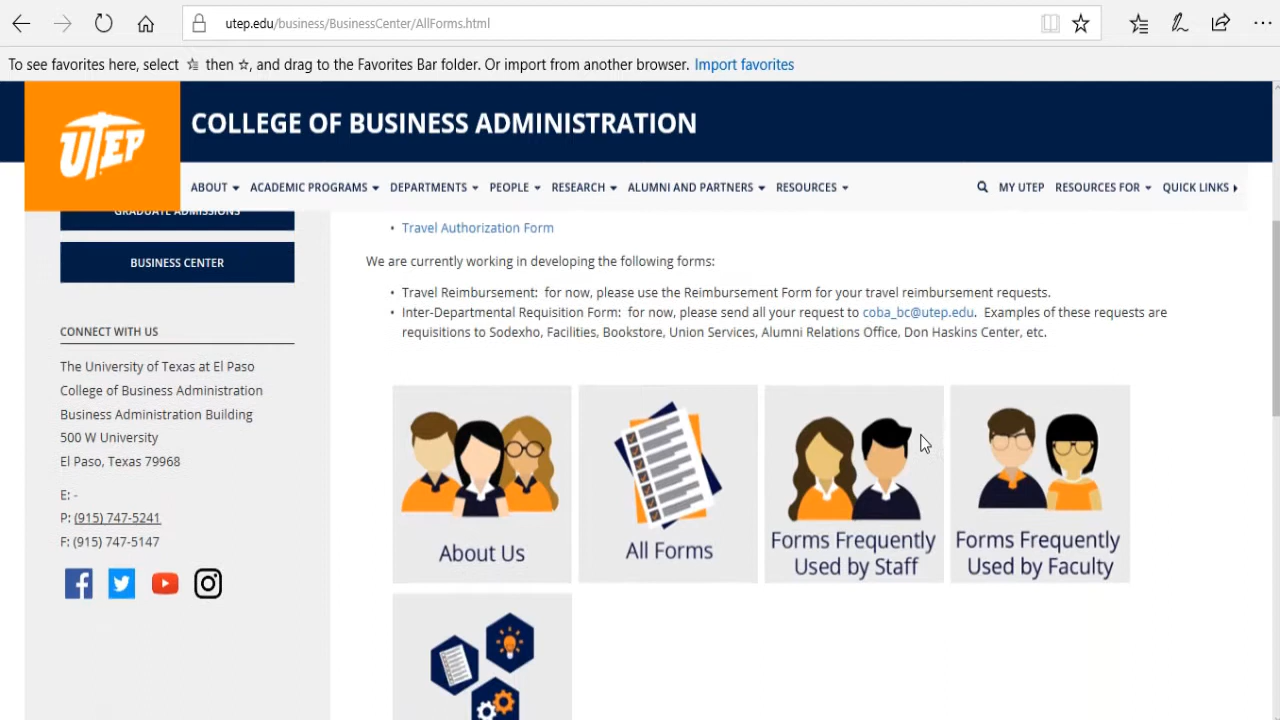 utep.edu/business/BusinessCenter/AllForms.html
To see favorites here, select ☆ then ☆, and drag to the Favorites Bar folder. Or import from another browser. Import favorites
UTEP
COLLEGE OF BUSINESS ADMINISTRATION
ABOUT ACADEMIC PROGRAMS DEPARTMENTS PEOPLE RESEARCH ALUMNI AND PARTNERS RESOURCES MY UTEP RESOURCES FOR QUICK LINKS
GRADUATE ADMISSIONS
BUSINESS CENTER
CONNECT WITH US
The University of Texas at El Paso
College of Business Administration
Business Administration Building
500 W University
El Paso, Texas 79968
E: -
P: (915) 747-5241
F: (915) 747-5147
• Travel Authorization Form
We are currently working in developing the following forms:
• Travel Reimbursement: for now, please use the Reimbursement Form for your travel reimbursement requests.
• Inter-Departmental Requisition Form: for now, please send all your request to coba_bc@utep.edu. Examples of these requests are
requisitions to Sodexho, Facilities, Bookstore, Union Services, Alumni Relations Office, Don Haskins Center, etc.
About Us
All Forms
Forms Frequently
Used by Staff
Forms Frequently
Used by Faculty